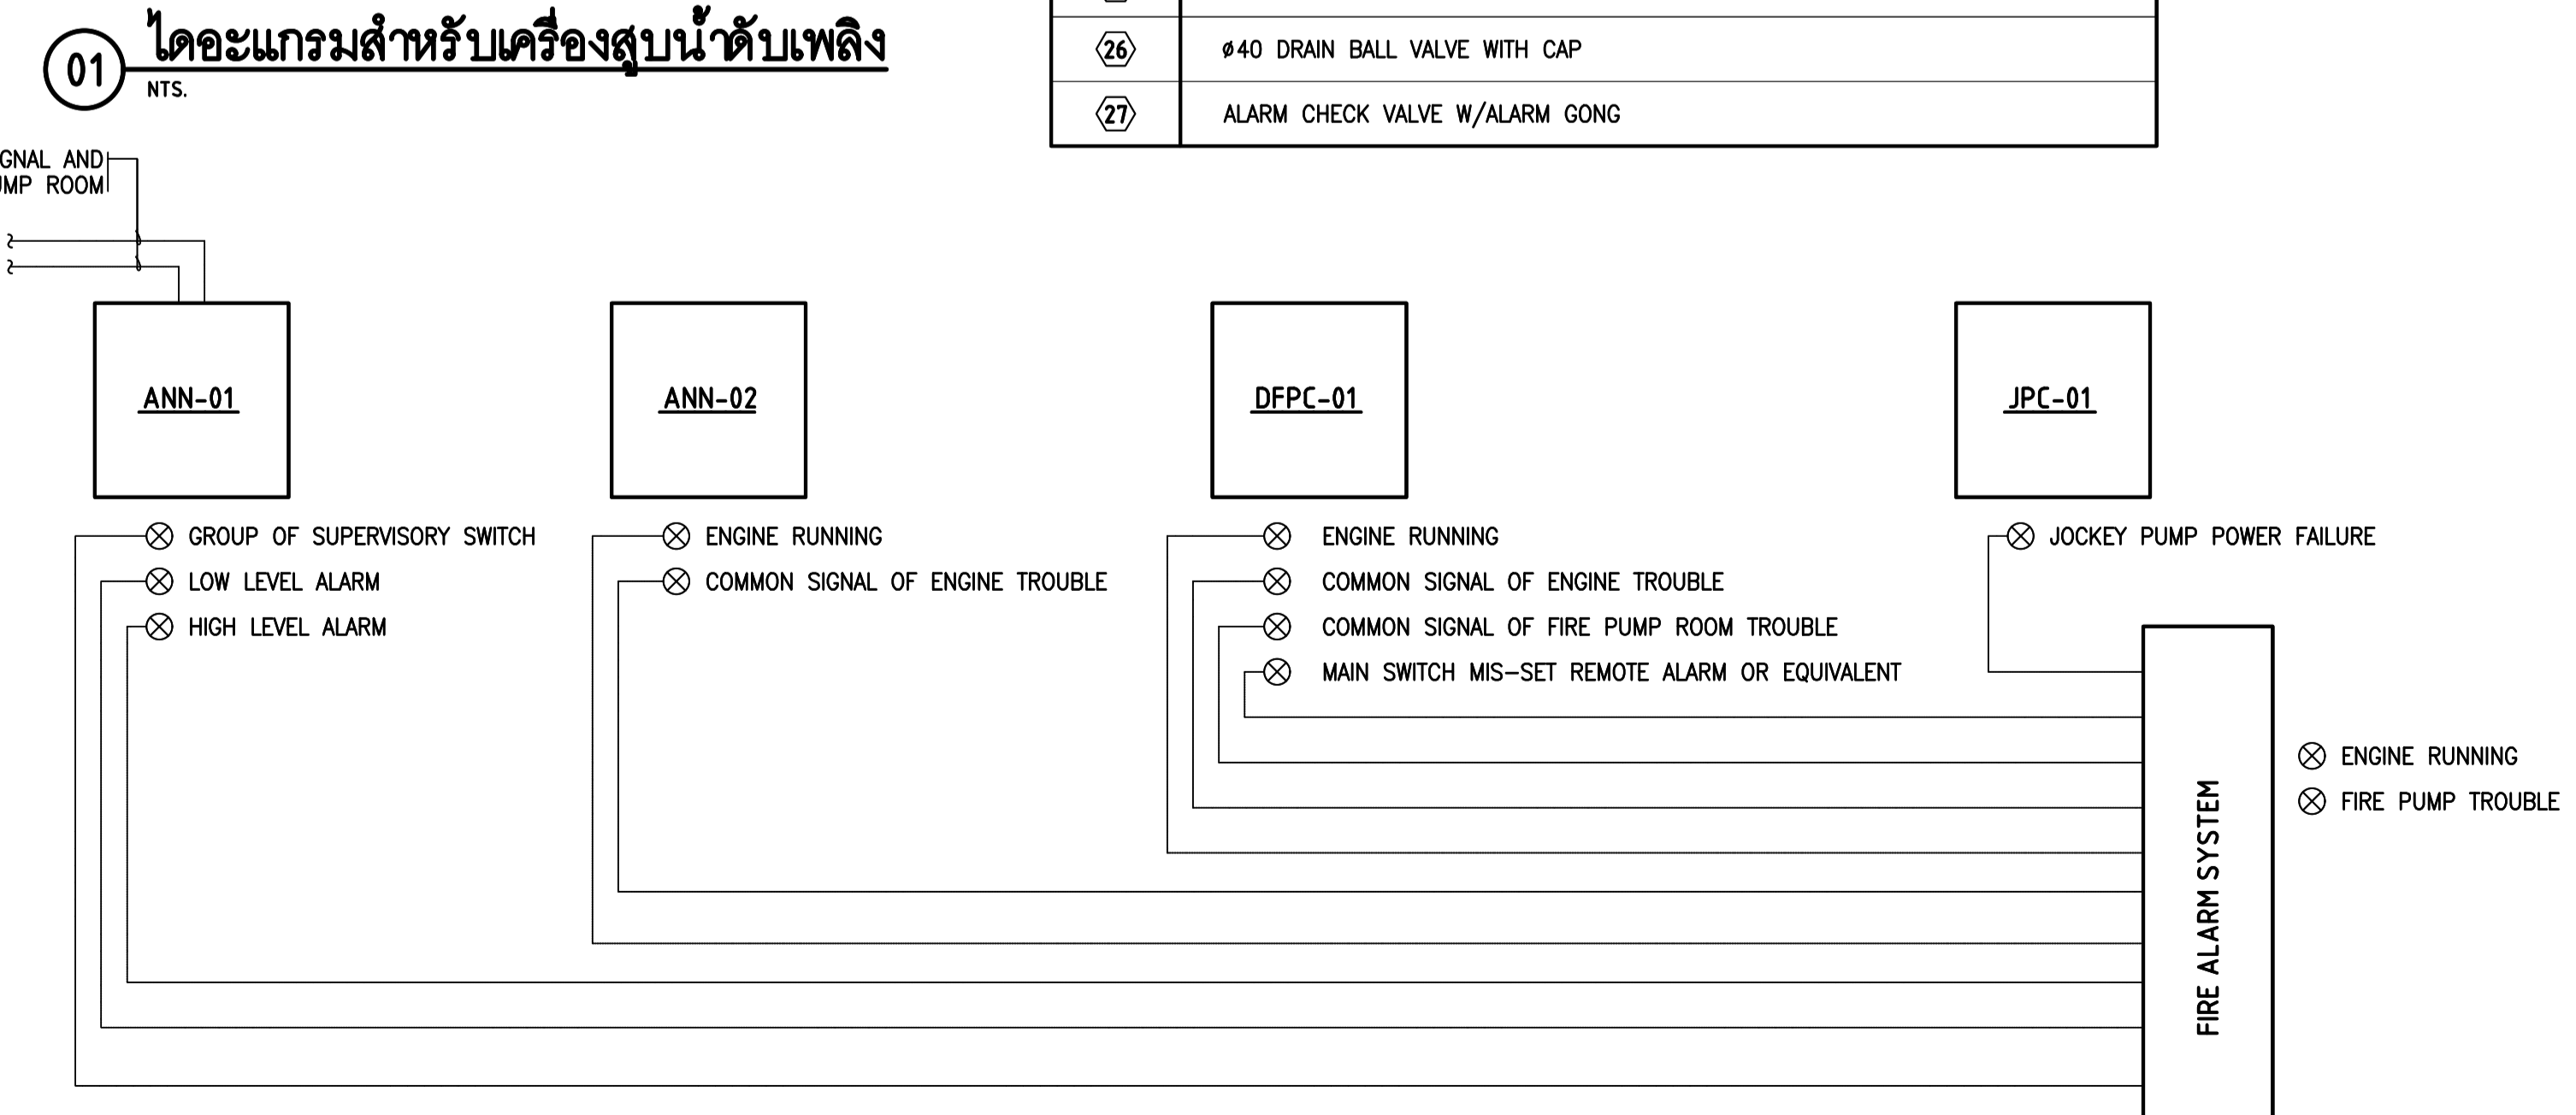 01
ไดอะแกรมสำหรับเครื่องสูบน้ำดับเพลิง
NTS.
26
ø40 DRAIN BALL VALVE WITH CAP
27
ALARM CHECK VALVE W/ALARM GONG
AND
ROOM
ANN-01
ANN-02
DFPC-01
JPC-01
GROUP OF SUPERVISORY SWITCH
LOW LEVEL ALARM
HIGH LEVEL ALARM
ENGINE RUNNING
COMMON SIGNAL OF ENGINE TROUBLE
ENGINE RUNNING
COMMON SIGNAL OF ENGINE TROUBLE
COMMON SIGNAL OF FIRE PUMP ROOM TROUBLE
MAIN SWITCH MIS-SET REMOTE ALARM OR EQUIVALENT
JOCKEY PUMP POWER FAILURE
FIRE ALARM SYSTEM
ENGINE RUNNING
FIRE PUMP TROUBLE